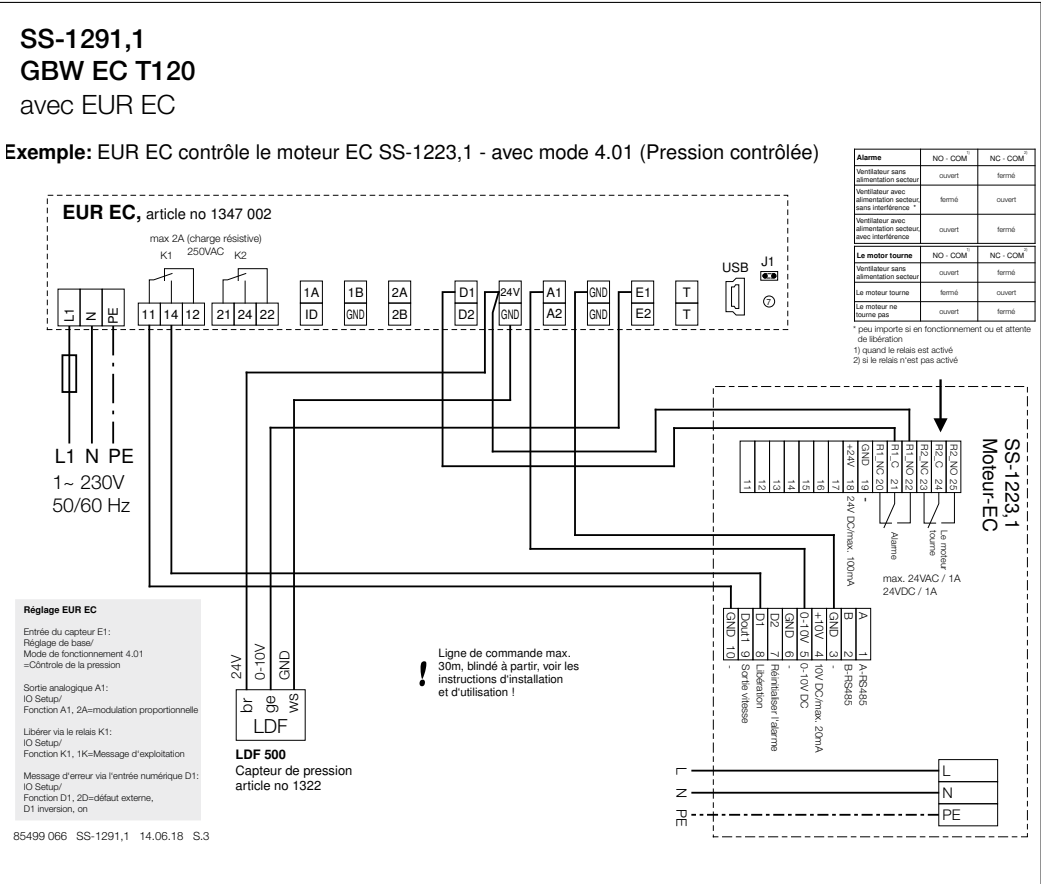 SS-1291,1
GBW EC T120
avec EUR EC
Exemple: EUR EC contrôle le moteur EC SS-1223,1 - avec mode 4.01 (Pression contrôlée)
Alarme NO - COM 1) NC - COM 2)
Ventilateur sans
alimentation secteur ouvert fermé
Ventilateur avec
alimentation secteur,
sans interférence * fermé ouvert
Ventilateur avec
alimentation secteur,
avec interférence ouvert fermé
Le motor tourne NO - COM 1) NC - COM 2)
Ventilateur sans
alimentation secteur ouvert fermé
Le moteur tourne fermé ouvert
Le moteur ne
tourne pas ouvert fermé
* peu importe si en fonctionnement ou et attente
de libération
1) quand le relais est activé
2) si le relais n'est pas activé
EUR EC, article no 1347 002
max 2A (charge résistive)
250VAC
K1 K2
USB J1
7
L1 N PE
11 14 12
21 24 22
1A 1B 2A D1 24V A1 GND E1 T
ID GND 2B D2 GND A2 GND E2 T
L1 N PE
1~ 230V
50/60 Hz
SS-1223,1
Moteur-EC
11
12
13
14
15
16
17
+24V 18 24V DC/max. 100mA
GND 19 -
R1_NC 20
R1_C 21
R1_NO 22
R2_NC 23
R2_C 24
R2_NO 25
Alarme
Le moteur
tourne
max. 24VAC / 1A
24VDC / 1A
GND 10 -
Dout1 9 Sortie vitesse
D1 8 Libération
D2 7 Réinitialiser l'alarme
GND 6 -
0-10V 5 0-10V DC
+10V 4 10V DC/max. 20mA
GND 3 -
B 2 B-RS485
A 1 A-RS485
Réglage EUR EC
Entrée du capteur E1:
Réglage de base/
Mode de fonctionnement 4.01
=Côntrole de la pression
Sortie analogique A1:
IO Setup/
Fonction A1, 2A=modulation proportionnelle
Libérer via le relais K1:
IO Setup/
Fonction K1, 1K=Message d'exploitation
Message d'erreur via l'entrée numérique D1:
IO Setup/
Fonction D1, 2D=défaut externe,
D1 inversion, on
24V 0-10V GND
br ge ws
LDF
LDF 500
Capteur de pression
article no 1322
! Ligne de commande max.
30m, blindé à partir, voir les
instructions d'installation
et d'utilisation !
L L
N N
PE PE
85499 066 SS-1291,1 14.06.18 S.3